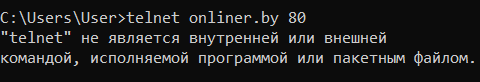 C:\Users\User>telnet onliner.by 80
"telnet" не является внутренней или внешней
командой, исполняемой программой или пакетным файлом.